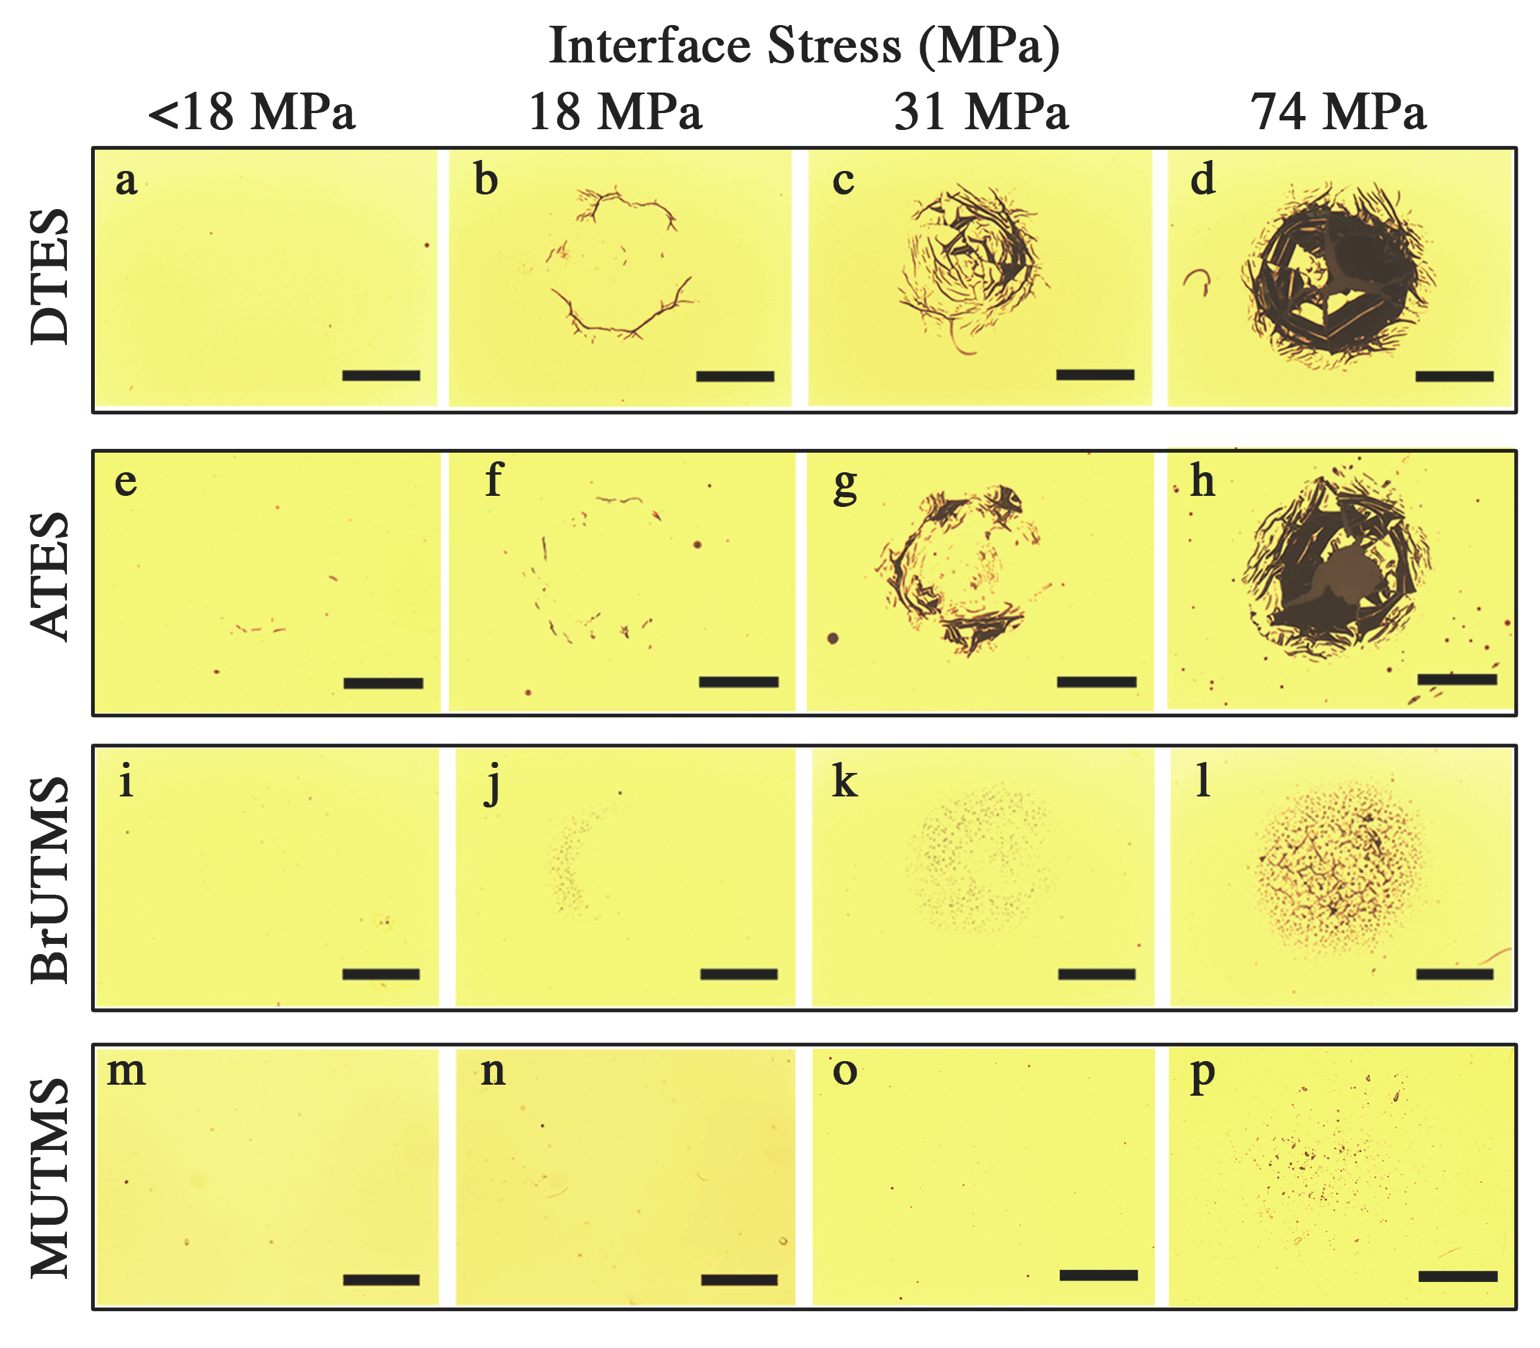 Interface Stress (MPa)
<18 MPa 18 MPa 31 MPa 74 MPa
DTES
a b c d
ATES
e f g h
BrUTMS
i j k l
MUTMS
m n o p